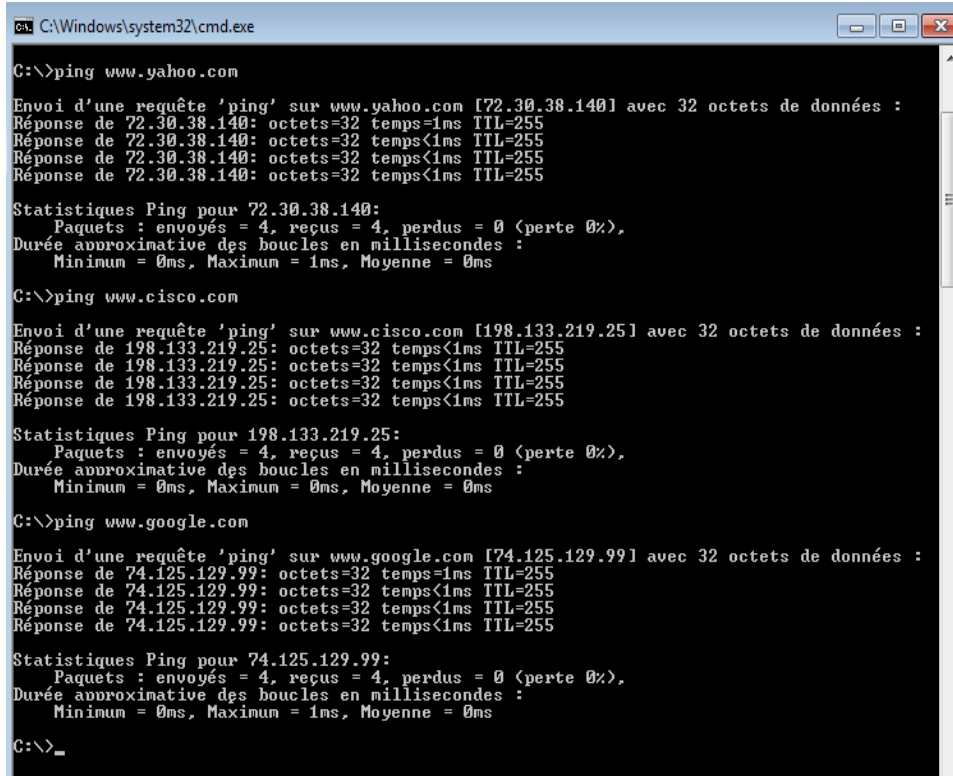 C:\Windows\system32\cmd.exe
C:\>ping www.yahoo.com
Envoi d'une requête 'ping' sur www.yahoo.com [72.30.38.140] avec 32 octets de données :
Réponse de 72.30.38.140: octets=32 temps=1ms TTL=255
Réponse de 72.30.38.140: octets=32 temps<1ms TTL=255
Réponse de 72.30.38.140: octets=32 temps<1ms TTL=255
Réponse de 72.30.38.140: octets=32 temps<1ms TTL=255
Statistiques Ping pour 72.30.38.140:
Paquets : envoyés = 4, reçus = 4, perdus = 0 (perte 0%),
Durée approximative des boucles en millisecondes :
Minimum = 0ms, Maximum = 1ms, Moyenne = 0ms
C:\>ping www.cisco.com
Envoi d'une requête 'ping' sur www.cisco.com [198.133.219.25] avec 32 octets de données :
Réponse de 198.133.219.25: octets=32 temps<1ms TTL=255
Réponse de 198.133.219.25: octets=32 temps<1ms TTL=255
Réponse de 198.133.219.25: octets=32 temps<1ms TTL=255
Réponse de 198.133.219.25: octets=32 temps<1ms TTL=255
Statistiques Ping pour 198.133.219.25:
Paquets : envoyés = 4, reçus = 4, perdus = 0 (perte 0%),
Durée approximative des boucles en millisecondes :
Minimum = 0ms, Maximum = 0ms, Moyenne = 0ms
C:\>ping www.google.com
Envoi d'une requête 'ping' sur www.google.com [74.125.129.99] avec 32 octets de données :
Réponse de 74.125.129.99: octets=32 temps=1ms TTL=255
Réponse de 74.125.129.99: octets=32 temps<1ms TTL=255
Réponse de 74.125.129.99: octets=32 temps<1ms TTL=255
Réponse de 74.125.129.99: octets=32 temps<1ms TTL=255
Statistiques Ping pour 74.125.129.99:
Paquets : envoyés = 4, reçus = 4, perdus = 0 (perte 0%),
Durée approximative des boucles en millisecondes :
Minimum = 0ms, Maximum = 1ms, Moyenne = 0ms
C:\>_